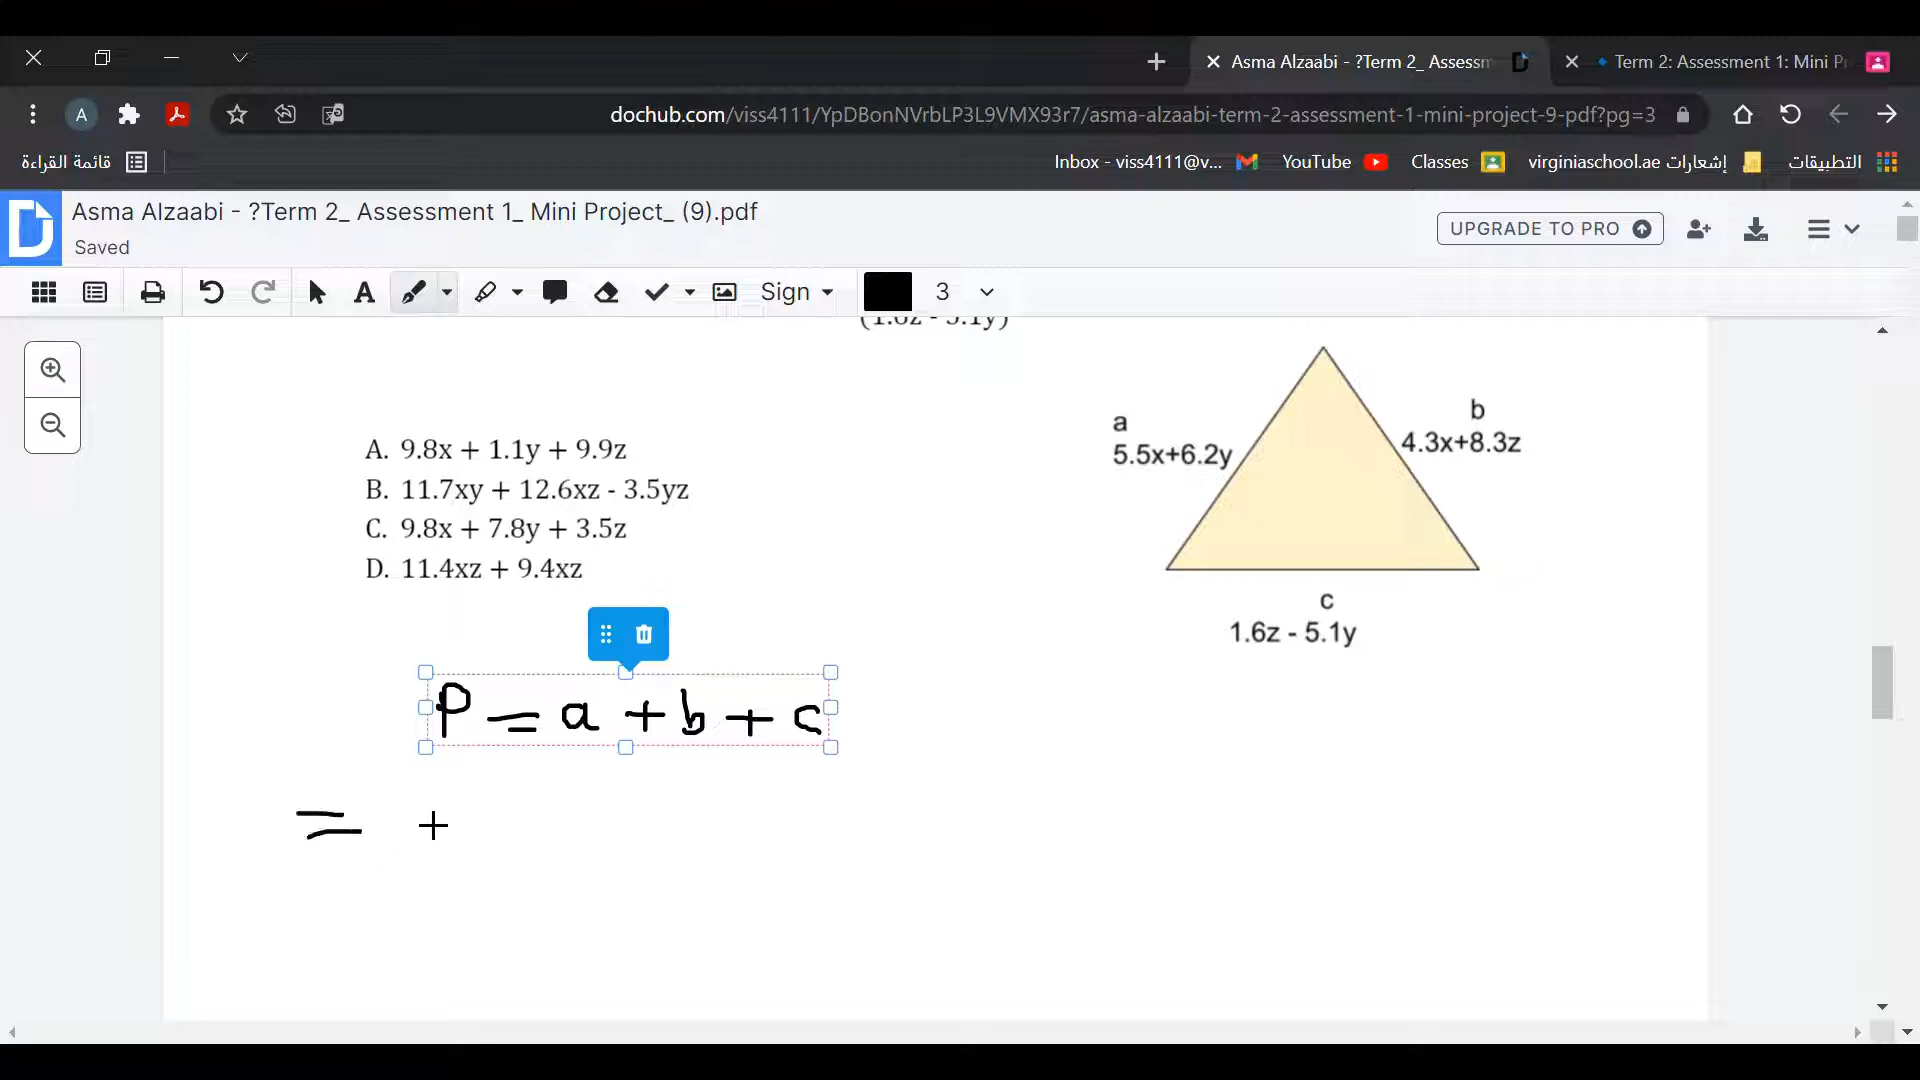 Asma Alzaabi - ?Term 2_ Assessm
Term 2: Assessment 1: Mini Pr
A
dochub.com/viss4111/YpDBonNVrbLP3L9VMX93r7/asma-alzaabi-term-2-assessment-1-mini-project-9-pdf?pg=3
قائمة القراءة
Inbox - viss4111@v...
YouTube
Classes
إشعارات virginiaschool.ae
التطبيقات
Asma Alzaabi - ?Term 2_ Assessment 1_ Mini Project_ (9).pdf
Saved
UPGRADE TO PRO
A
Sign
3
(1.6z - 5.1y)
a
5.5x+6.2y
b
4.3x+8.3z
A. 9.8x + 1.1y + 9.9z
B. 11.7xy + 12.6xz - 3.5yz
C. 9.8x + 7.8y + 3.5z
D. 11.4xz + 9.4xz
c
1.6z - 5.1y
P = a + b + c
=